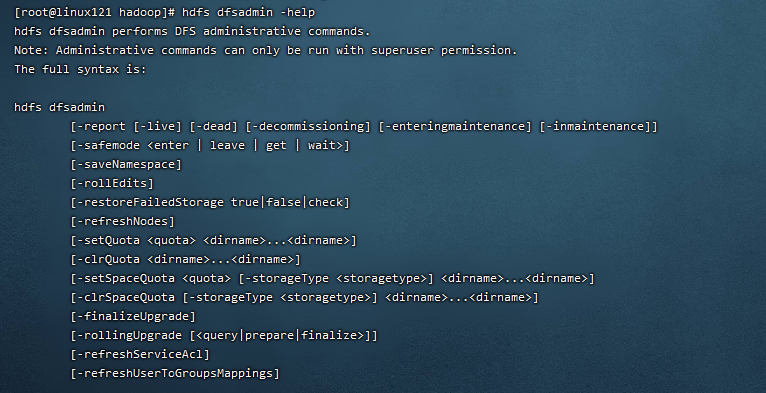 [root@linux121 hadoop]# hdfs dfsadmin -help
hdfs dfsadmin performs DFS administrative commands.
Note: Administrative commands can only be run with superuser permission.
The full syntax is:
hdfs dfsadmin
[-report [-live] [-dead] [-decommissioning] [-enteringmaintenance] [-inmaintenance]]
[-safemode <enter | leave | get | wait>]
[-saveNamespace]
[-rollEdits]
[-restoreFailedStorage true|false|check]
[-refreshNodes]
[-setQuota <quota> <dirname>...<dirname>]
[-clrQuota <dirname>...<dirname>]
[-setSpaceQuota <quota> [-storageType <storagetype>] <dirname>...<dirname>]
[-clrSpaceQuota [-storageType <storagetype>] <dirname>...<dirname>]
[-finalizeUpgrade]
[-rollingUpgrade [<query|prepare|finalize>]]
[-refreshServiceAcl]
[-refreshUserToGroupsMappings]